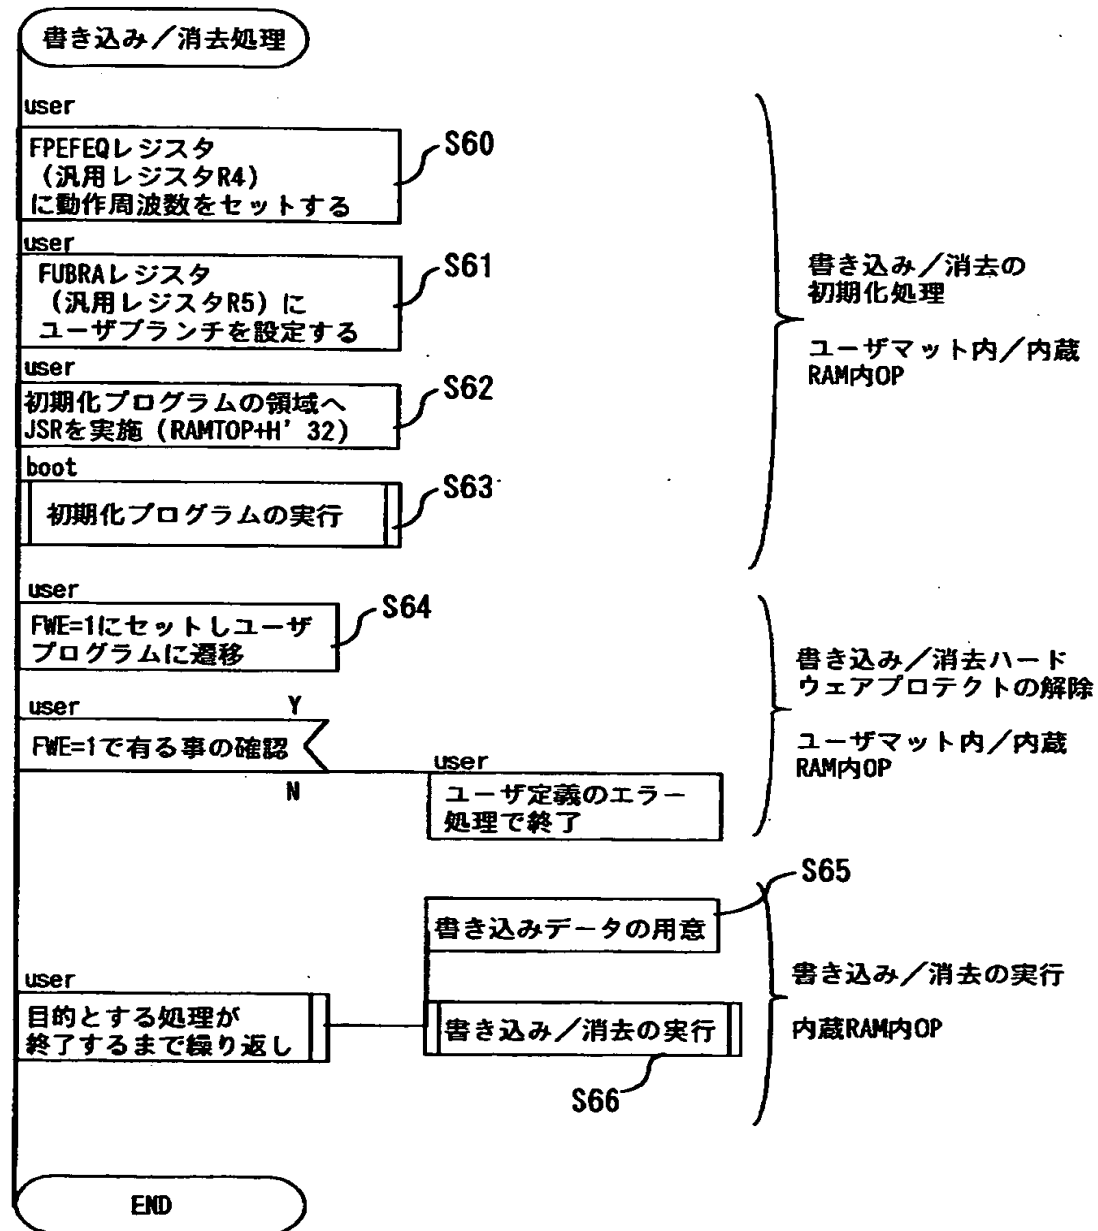 書き込み／消去処理
user
FPEFEQレジスタ
（汎用レジスタR4）
に動作周波数をセットする
S60
user
FUBRAレジスタ
（汎用レジスタR5）に
ユーザブランチを設定する
S61
user
初期化プログラムの領域へ
JSRを実施（RAMTOP+H' 32）
S62
boot
初期化プログラムの実行
S63
書き込み／消去の
初期化処理
ユーザマット内／内蔵
RAM内OP
user
FWE=1にセットしユーザ
プログラムに遷移
S64
user
Y
FWE=1で有る事の確認
N
user
ユーザ定義のエラー
処理で終了
書き込み／消去ハード
ウェアプロテクトの解除
ユーザマット内／内蔵
RAM内OP
S65
書き込みデータの用意
user
目的とする処理が
終了するまで繰り返し
書き込み／消去の実行
S66
書き込み／消去の実行
内蔵RAM内OP
END